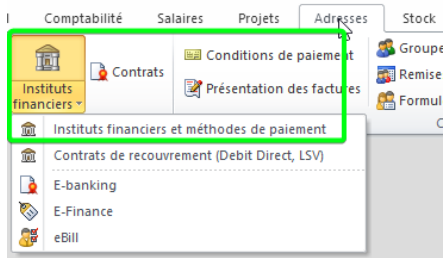 Comptabilité Salaires Projets Adresses Stock
Instituts financiers
Contrats
Conditions de paiement
Présentation des factures
Groupe
Remise
Formul
Instituts financiers et méthodes de paiement
Contrats de recouvrement (Debit Direct, LSV)
E-banking
E-Finance
eBill